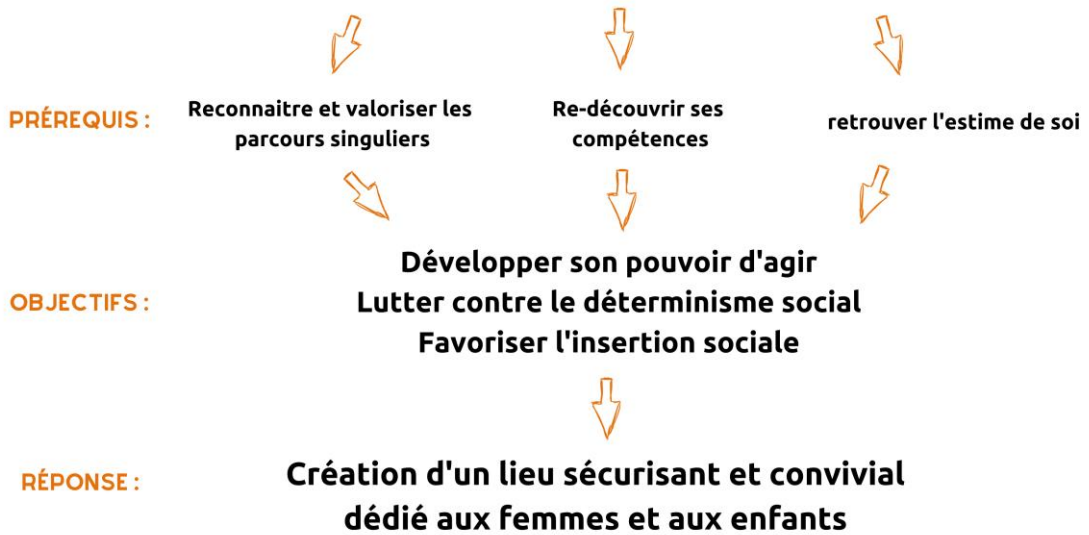 PRÉREQUIS :
Reconnaitre et valoriser les
parcours singuliers
Re-découvrir ses
compétences
retrouver l'estime de soi
OBJECTIFS :
Développer son pouvoir d'agir
Lutter contre le déterminisme social
Favoriser l'insertion sociale
RÉPONSE :
Création d'un lieu sécurisant et convivial
dédié aux femmes et aux enfants